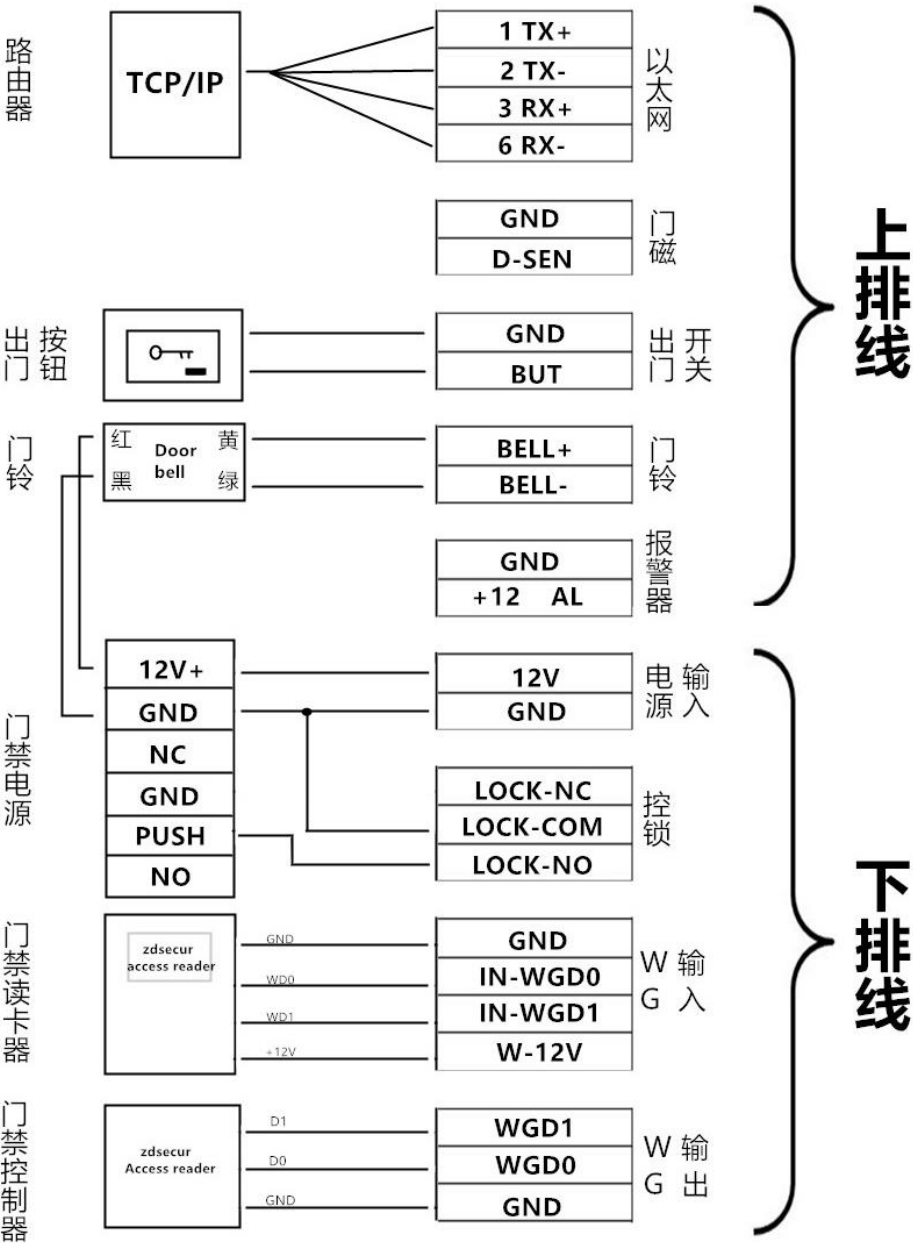 路由器
TCP/IP
1 TX+
2 TX-
3 RX+
6 RX-
以太网
GND
D-SEN
门磁
出门按钮
GND
BUT
出门开关
门铃
红
黄
Door
bell
黑
绿
BELL+
BELL-
门铃
GND
+12 AL
报警器
上排线
门禁电源
12V+
GND
NC
GND
PUSH
NO
12V
GND
电源输入
LOCK-NC
LOCK-COM
LOCK-NO
控锁
门禁读卡器
zdsecur
access reader
GND
WD0
WD1
+12V
GND
IN-WGD0
IN-WGD1
W-12V
WG输入
门禁控制器
zdsecur
Access reader
D1
D0
GND
WGD1
WGD0
GND
WG输出
下排线